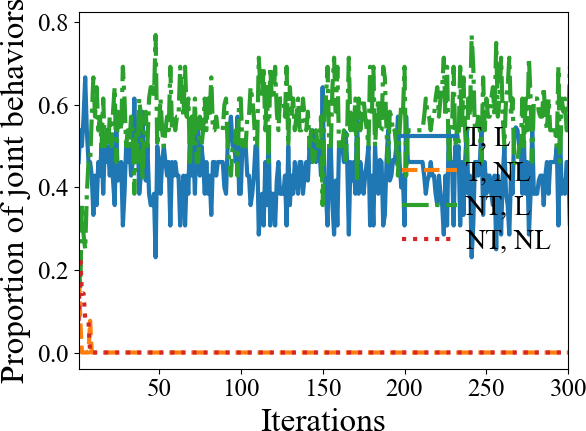 Proportion of joint behaviors
0.8
0.6
0.4
0.2
0.0
50
100
150
200
250
300
Iterations
T, L
T, NL
NT, L
NT, NL